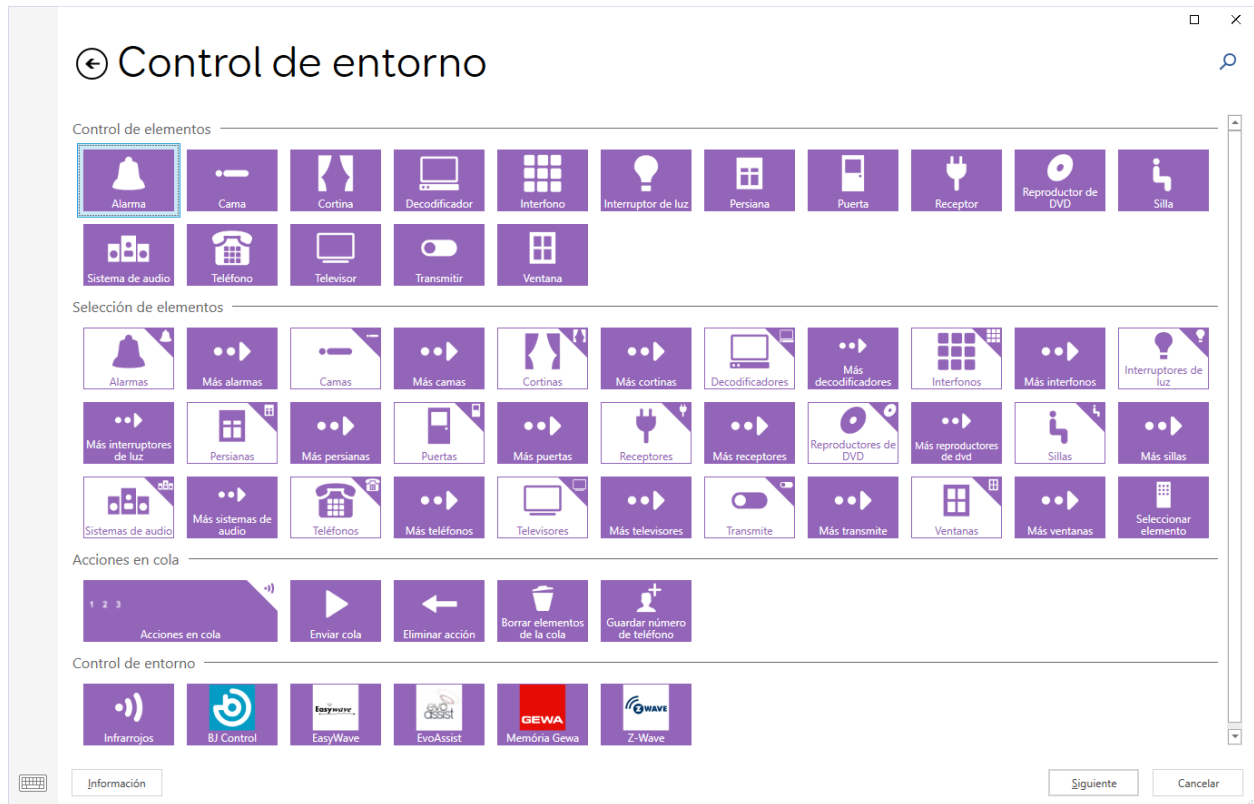 Control de entorno
Control de elementos
Alarma
Cama
Cortina
Decodificador
Interfono
Interruptor de luz
Persiana
Puerta
Receptor
Reproductor de
DVD
Silla
Sistema de audio
Teléfono
Televisor
Transmitir
Ventana
Selección de elementos
Alarmas
Más alarmas
Camas
Más camas
Cortinas
Más cortinas
Decodificadores
Más
decodificadores
Interfonos
Más interfonos
Interruptores de
luz
Más interruptores
de luz
Persianas
Más persianas
Puertas
Más puertas
Receptores
Más receptores
Reproductores de
DVD
Más reproductores
de dvd
Sillas
Más sillas
Sistemas de audio
Más sistemas de
audio
Teléfonos
Más teléfonos
Televisores
Más televisores
Transmite
Más transmite
Ventanas
Más ventanas
Seleccionar
elemento
Acciones en cola
1 2 3
Acciones en cola
Enviar cola
Eliminar acción
Borrar elementos
de la cola
Guardar número
de teléfono
Control de entorno
Infrarrojos
BJ Control
Easywave
EasyWave
evo
assist
EvoAssist
GEWA
Memória Gewa
Z-WAVE
Z-Wave
Información
Siguiente
Cancelar